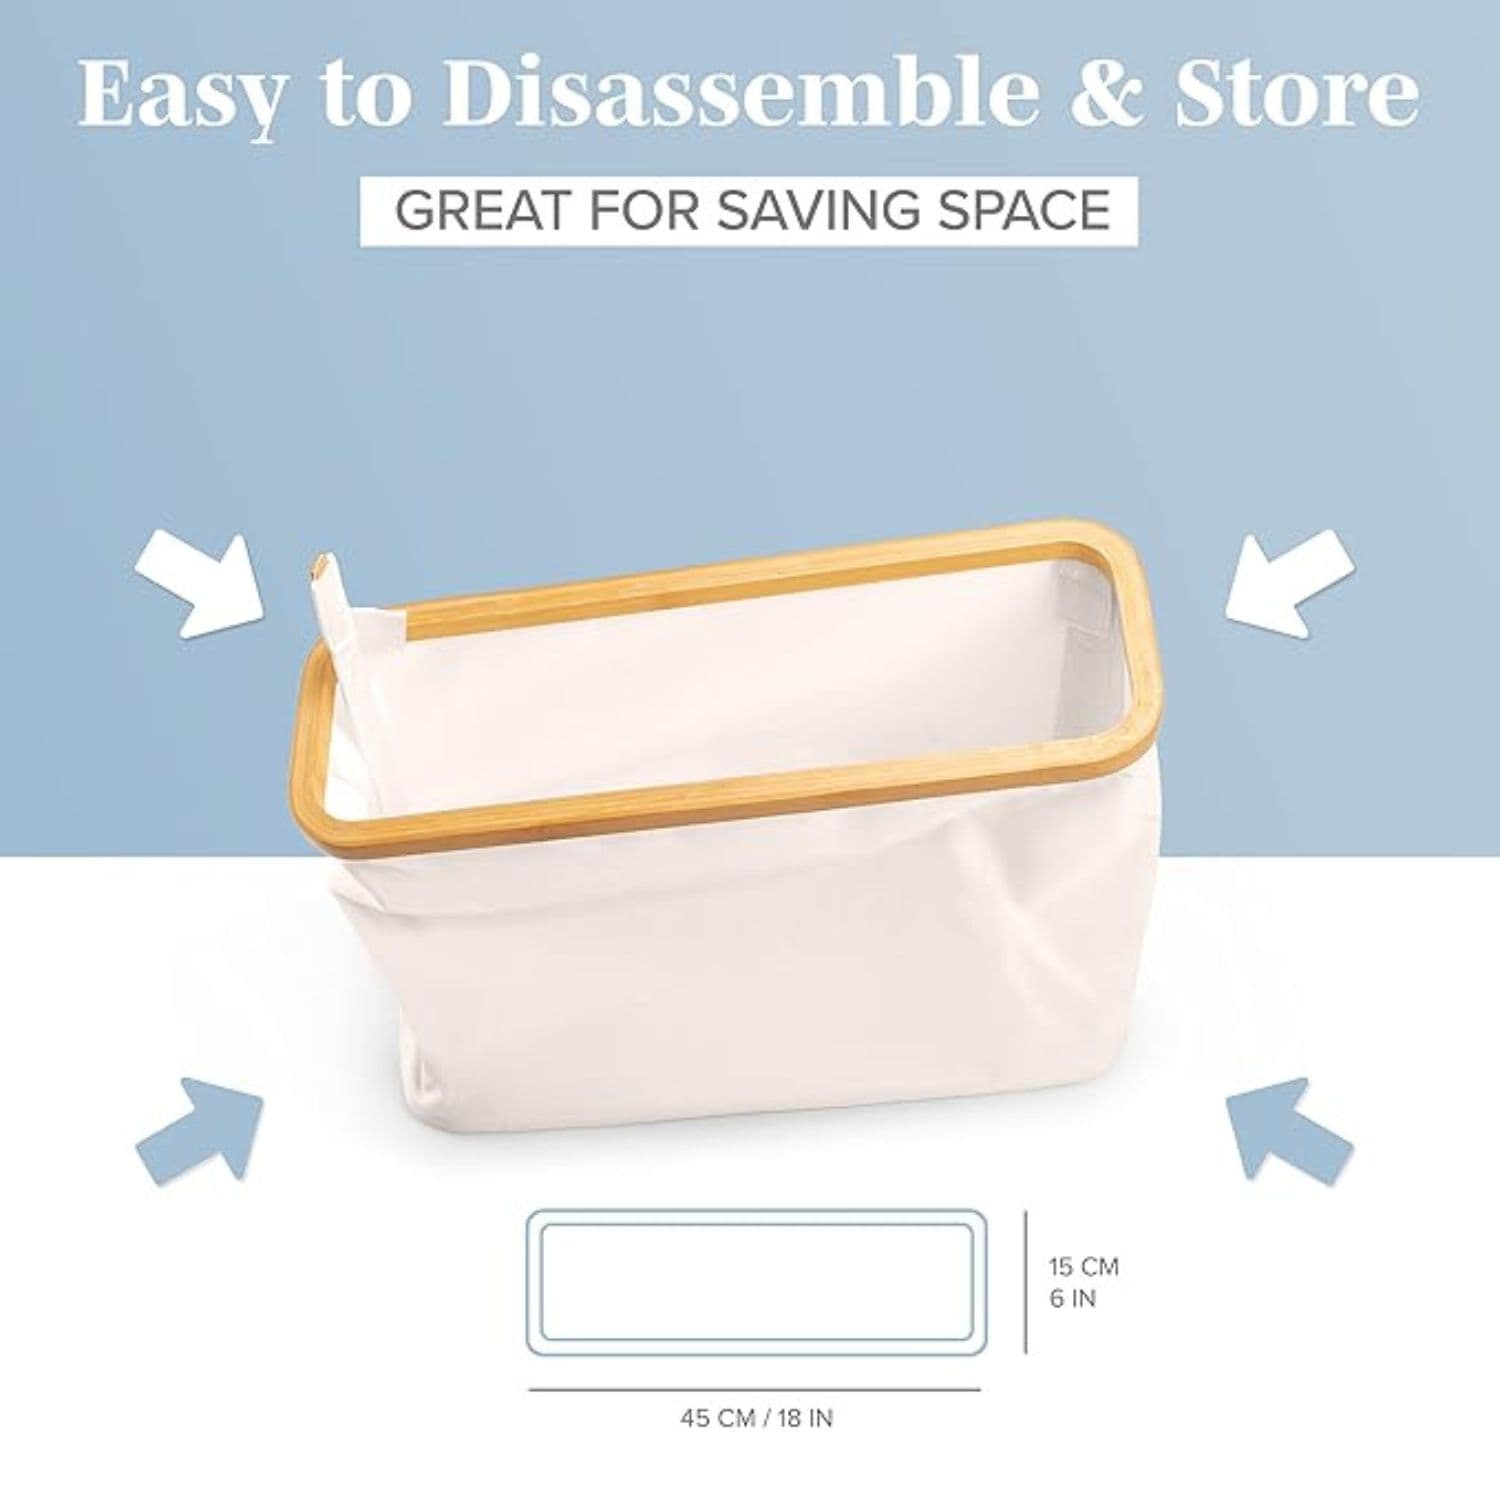 Easy to Disassemble & Store
GREAT FOR SAVING SPACE
15 CM
6 IN
45 CM / 18 IN